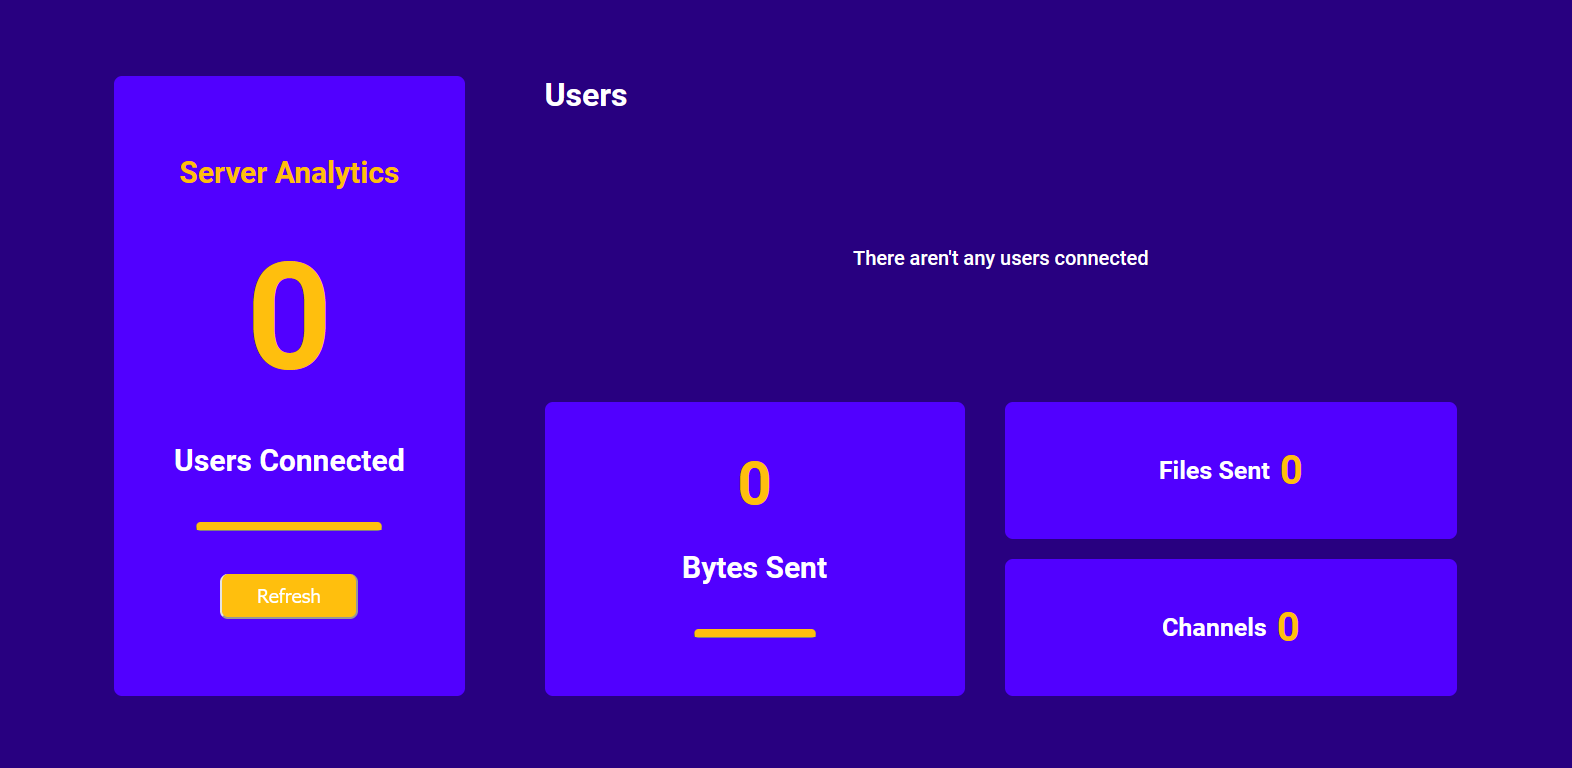 Server Analytics
0
Users Connected
Refresh
Users
There aren't any users connected
0
Bytes Sent
Files Sent 0
Channels 0